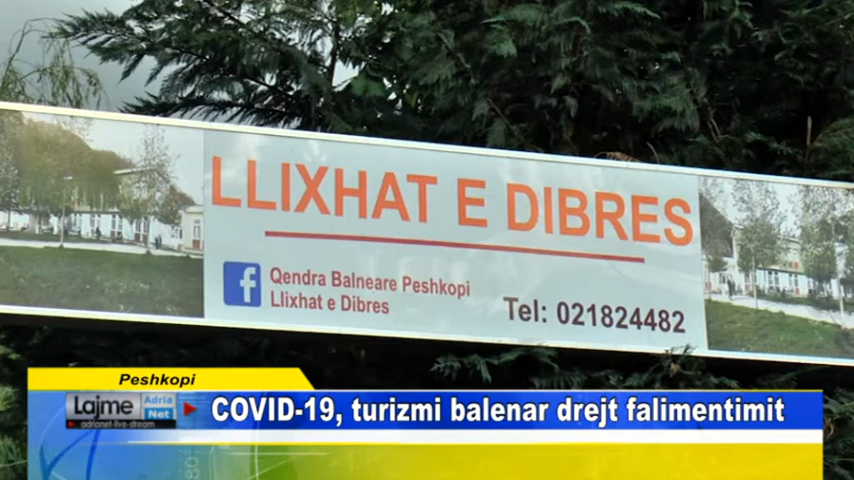 LLIXHAT E DIBRES
f
Qendra Balneare Peshkopi
Llixhat e Dibres
Tel: 021824482
Peshkopi
Lajme Adria Net
adrianet-live-stream
COVID-19, turizmi balenar drejt falimentimit